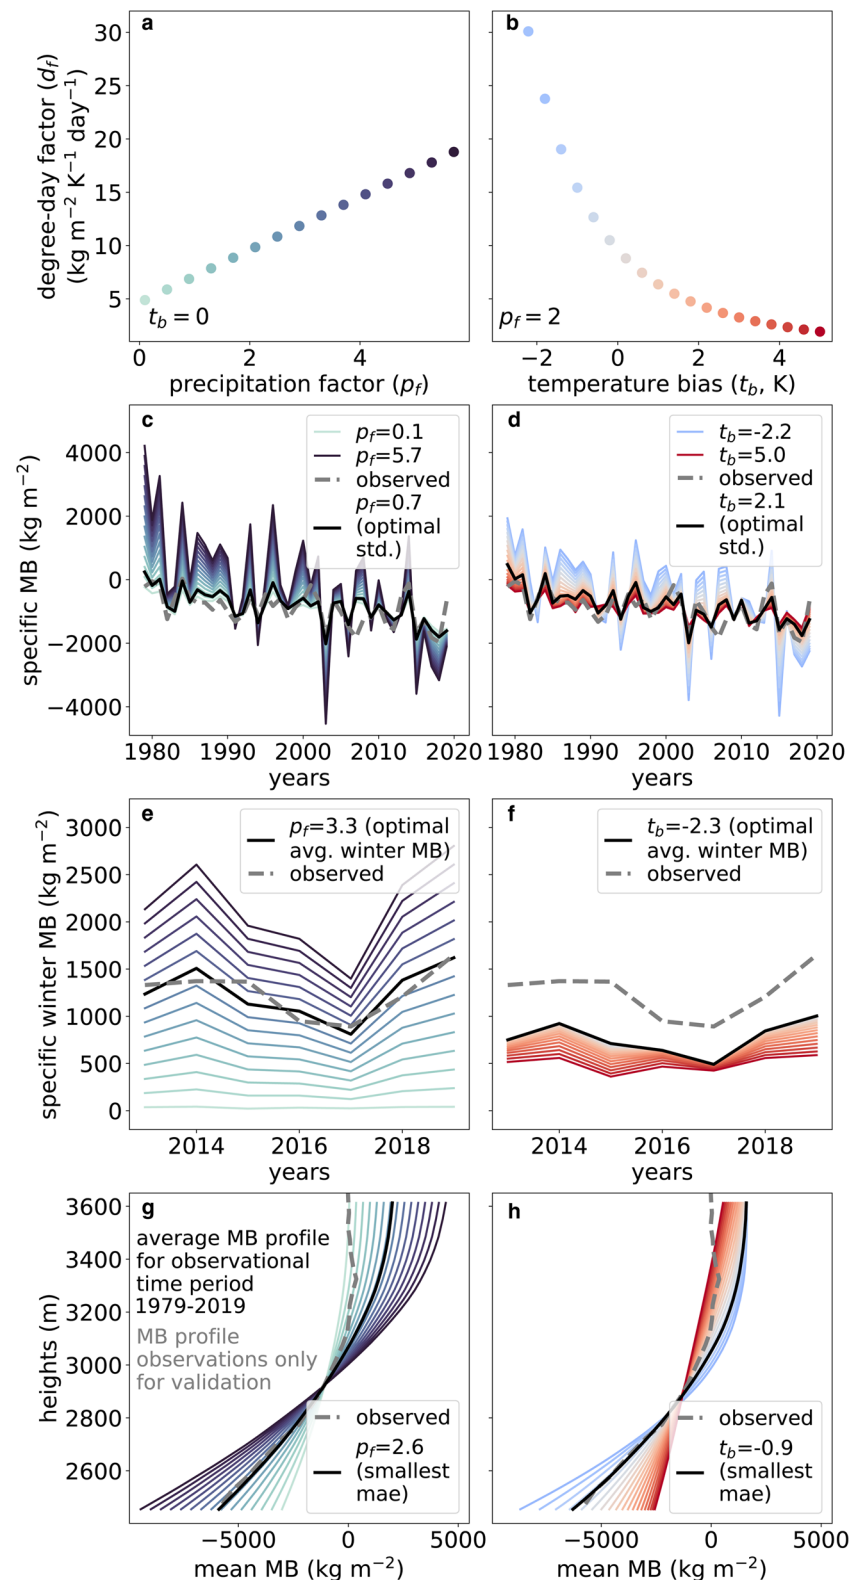 a
b
degree-day factor (d_f)
(kg m⁻² K⁻¹ day⁻¹)
30
25
20
15
10
5
t_b = 0
p_f = 2
0 2 4
−2 0 2 4
precipitation factor (p_f)
temperature bias (t_b, K)
c
specific MB (kg m⁻²)
4000
2000
0
−2000
−4000
p_f=0.1
p_f=5.7
observed
p_f=0.7
(optimal
std.)
1980 1990 2000 2010 2020
years
d
t_b=-2.2
t_b=5.0
observed
t_b=2.1
(optimal
std.)
1980 1990 2000 2010 2020
years
e
specific winter MB (kg m⁻²)
3000
2500
2000
1500
1000
500
0
p_f=3.3 (optimal
avg. winter MB)
observed
2014 2016 2018
years
f
t_b=-2.3 (optimal
avg. winter MB)
observed
2014 2016 2018
years
g
heights (m)
3600
3400
3200
3000
2800
2600
average MB profile
for observational
time period
1979-2019
MB profile
observations only
for validation
observed
p_f=2.6
(smallest
mae)
−5000 0 5000
mean MB (kg m⁻²)
h
observed
t_b=-0.9
(smallest
mae)
−5000 0 5000
mean MB (kg m⁻²)